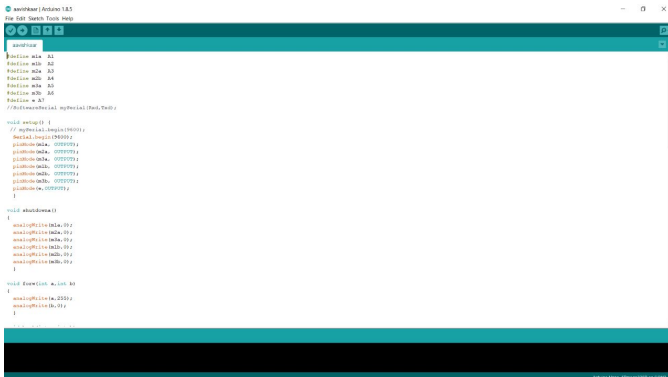 aavishkaar | Arduino 1.8.5
File Edit Sketch Tools Help
aavishkaar
#define m1a A1
#define m1b A2
#define m2a A3
#define m2b A4
#define m3a A5
#define m3b A6
#define e A7
//SoftwareSerial mySerial(Rxd,Txd);
void setup() {
// mySerial.begin(9600);
Serial.begin(9600);
pinMode(m1a, OUTPUT);
pinMode(m2a, OUTPUT);
pinMode(m3a, OUTPUT);
pinMode(m1b, OUTPUT);
pinMode(m2b, OUTPUT);
pinMode(m3b, OUTPUT);
pinMode(e,OUTPUT);
}
void shutdowna()
{
analogWrite(m1a,0);
analogWrite(m2a,0);
analogWrite(m3a,0);
analogWrite(m1b,0);
analogWrite(m2b,0);
analogWrite(m3b,0);
}
void forw(int a,int b)
{
analogWrite(a,255);
analogWrite(b,0);
}